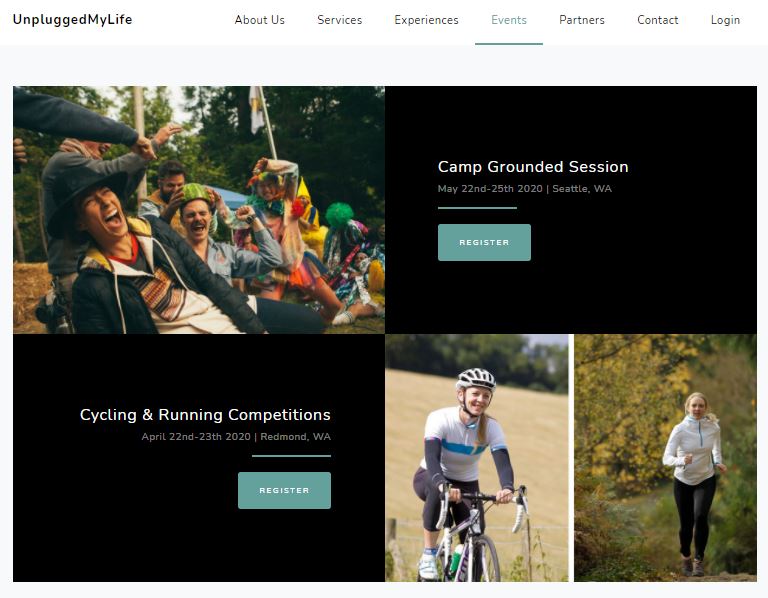 UnpluggedMyLife
About Us Services Experiences Events Partners Contact Login
Camp Grounded Session
May 22nd-25th 2020 | Seattle, WA
REGISTER
Cycling & Running Competitions
April 22nd-23th 2020 | Redmond, WA
REGISTER